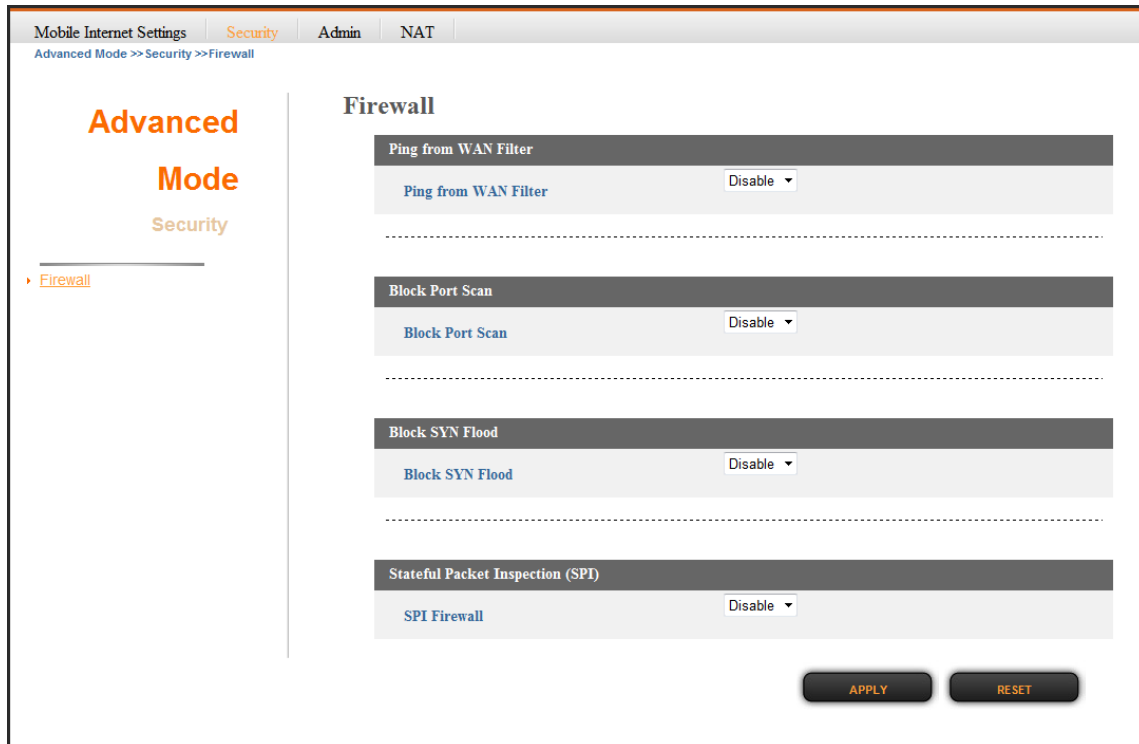 Mobile Internet Settings Security Admin NAT
Advanced Mode >> Security >>Firewall
Advanced
Mode
Security
Firewall
Firewall
Ping from WAN Filter
Ping from WAN Filter Disable
Block Port Scan
Block Port Scan Disable
Block SYN Flood
Block SYN Flood Disable
Stateful Packet Inspection (SPI)
SPI Firewall Disable
APPLY RESET